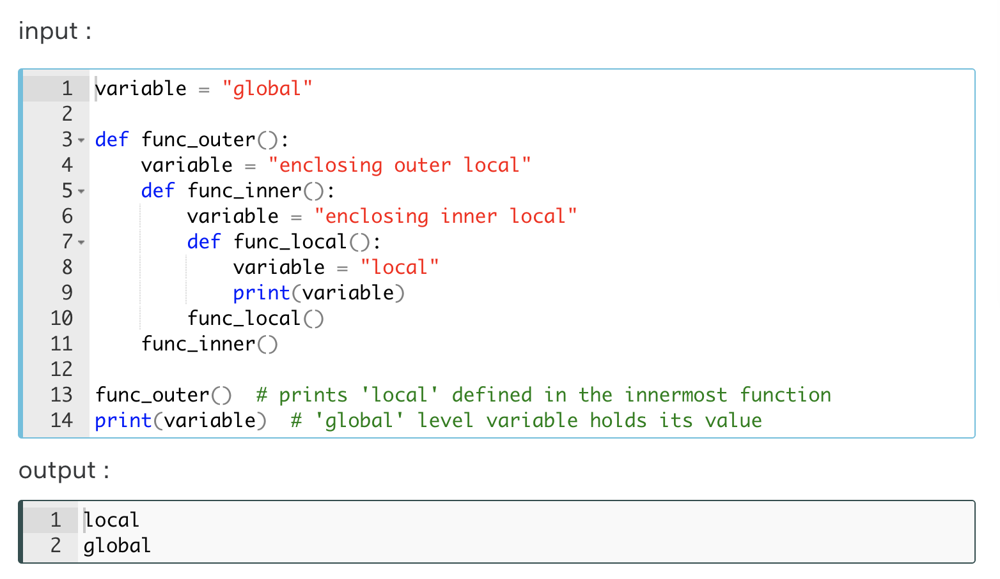 input :
1 variable = "global"
2
3 def func_outer():
4     variable = "enclosing outer local"
5     def func_inner():
6         variable = "enclosing inner local"
7         def func_local():
8             variable = "local"
9             print(variable)
10         func_local()
11     func_inner()
12
13 func_outer()  # prints 'local' defined in the innermost function
14 print(variable)  # 'global' level variable holds its value
output :
1 local
2 global